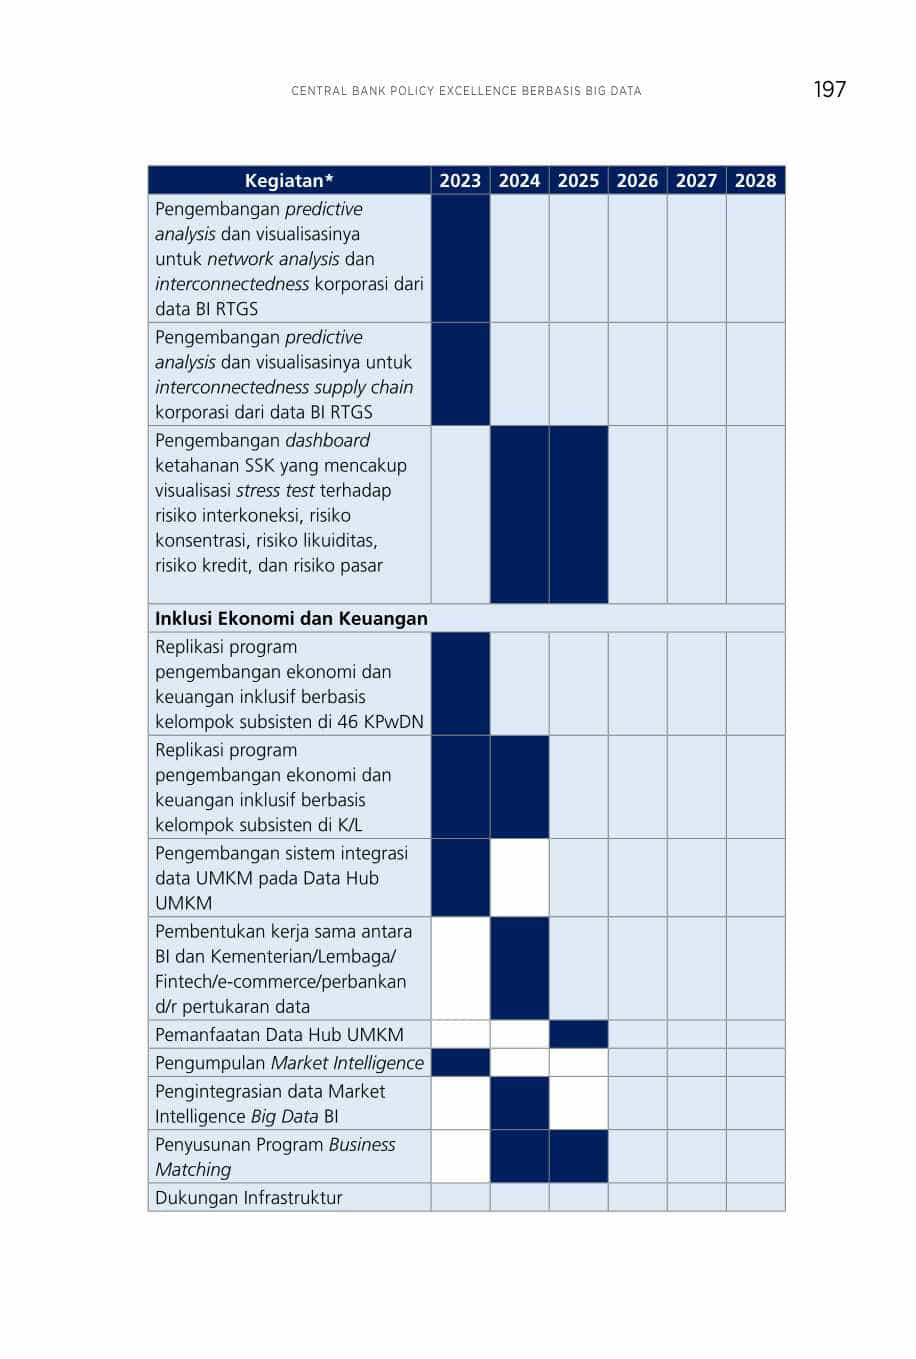 CENTRAL BANK POLICY EXCELLENCE BERBASIS BIG DATA
197
Kegiatan* 2023 2024 2025 2026 2027 2028
Pengembangan predictive
analysis dan visualisasinya
untuk network analysis dan
interconnectedness korporasi dari
data BI RTGS
Pengembangan predictive
analysis dan visualisasinya untuk
interconnectedness supply chain
korporasi dari data BI RTGS
Pengembangan dashboard
ketahanan SSK yang mencakup
visualisasi stress test terhadap
risiko interkoneksi, risiko
konsentrasi, risiko likuiditas,
risiko kredit, dan risiko pasar
Inklusi Ekonomi dan Keuangan
Replikasi program
pengembangan ekonomi dan
keuangan inklusif berbasis
kelompok subsisten di 46 KPwDN
Replikasi program
pengembangan ekonomi dan
keuangan inklusif berbasis
kelompok subsisten di K/L
Pengembangan sistem integrasi
data UMKM pada Data Hub
UMKM
Pembentukan kerja sama antara
BI dan Kementerian/Lembaga/
Fintech/e-commerce/perbankan
d/r pertukaran data
Pemanfaatan Data Hub UMKM
Pengumpulan Market Intelligence
Pengintegrasian data Market
Intelligence Big Data BI
Penyusunan Program Business
Matching
Dukungan Infrastruktur